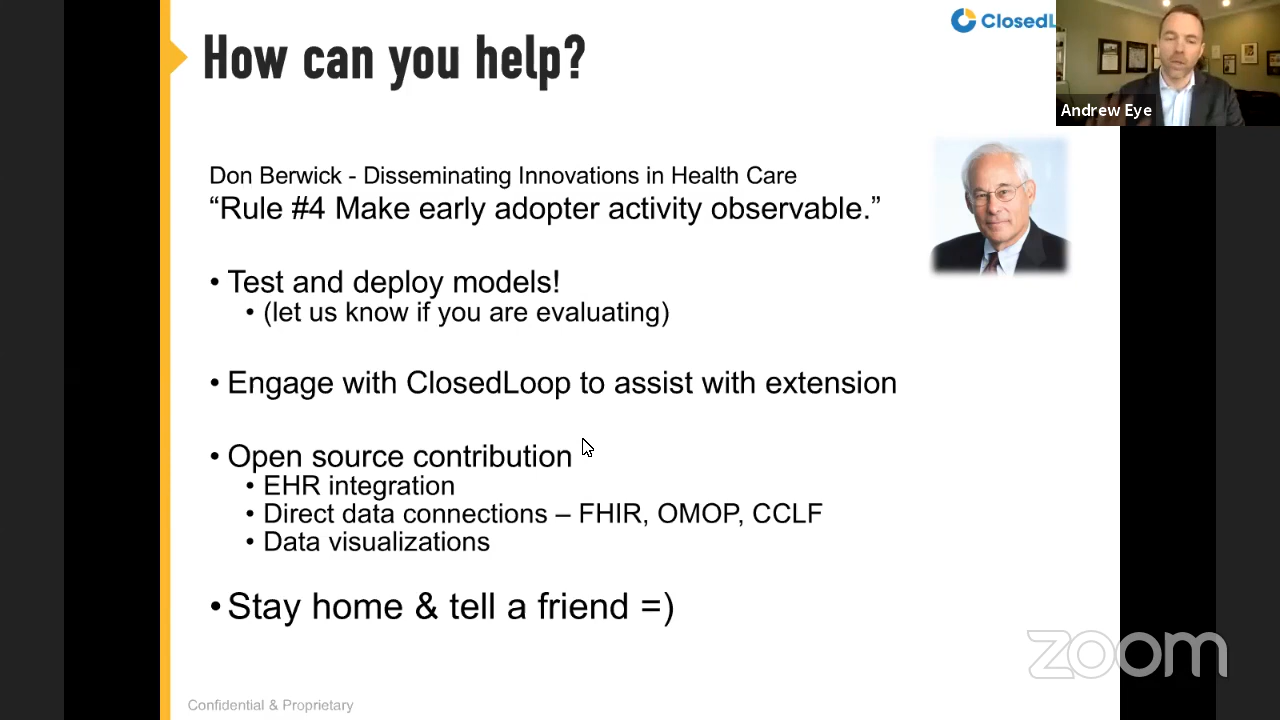 How can you help?
ClosedL
Andrew Eye
Don Berwick - Disseminating Innovations in Health Care
“Rule #4 Make early adopter activity observable.”
• Test and deploy models!
• (let us know if you are evaluating)
• Engage with ClosedLoop to assist with extension
• Open source contribution
• EHR integration
• Direct data connections – FHIR, OMOP, CCLF
• Data visualizations
• Stay home & tell a friend =)
zoom
Confidential & Proprietary